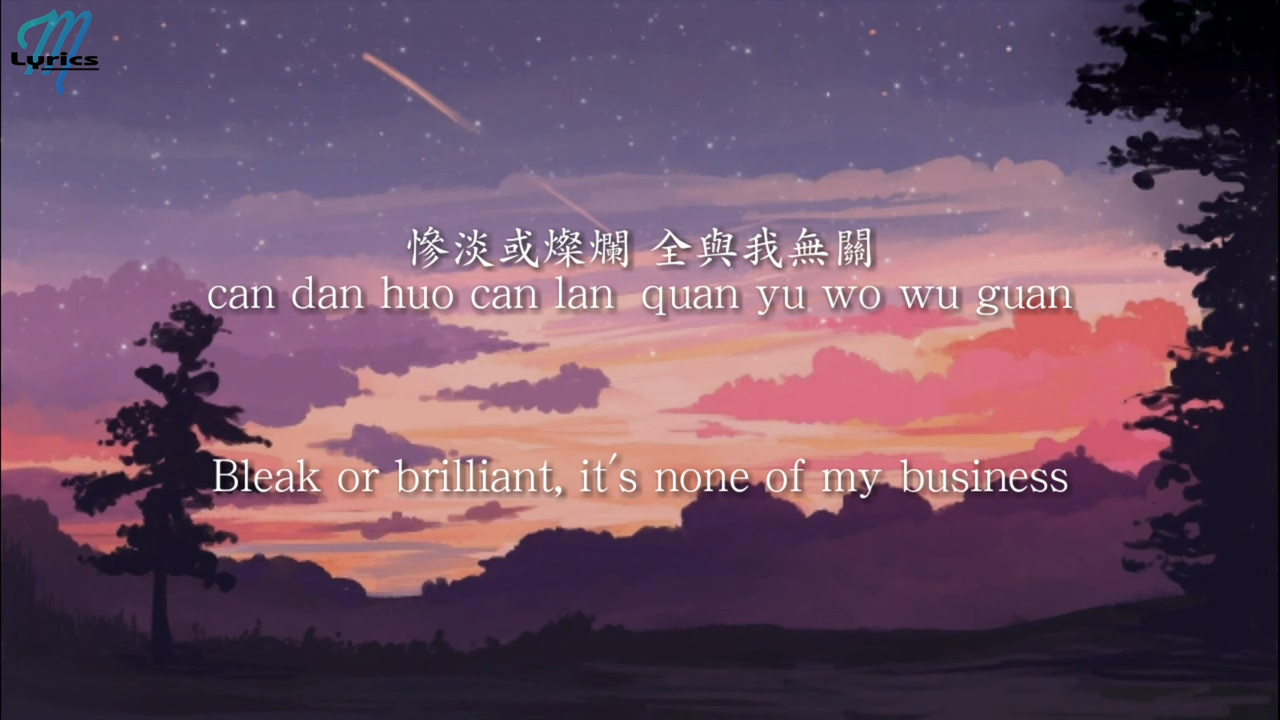 M
Lyrics
慘淡或燦爛 全與我無關
can dan huo can lan quan yu wo wu guan
Bleak or brilliant, it's none of my business